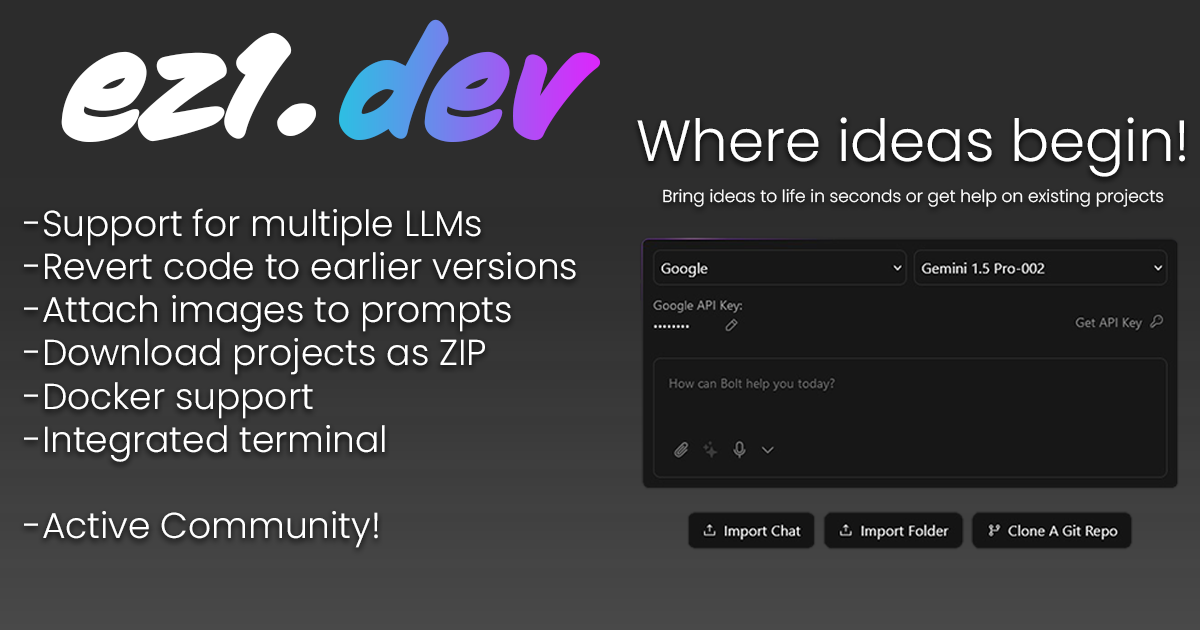 ez1.dev
-Support for multiple LLMs
-Revert code to earlier versions
-Attach images to prompts
-Download projects as ZIP
-Docker support
-Integrated terminal
-Active Community!
Where ideas begin!
Bring ideas to life in seconds or get help on existing projects
Google
Gemini 1.5 Pro-002
Google API Key:
••••••••
Get API Key
How can Bolt help you today?
Import Chat
Import Folder
Clone A Git Repo